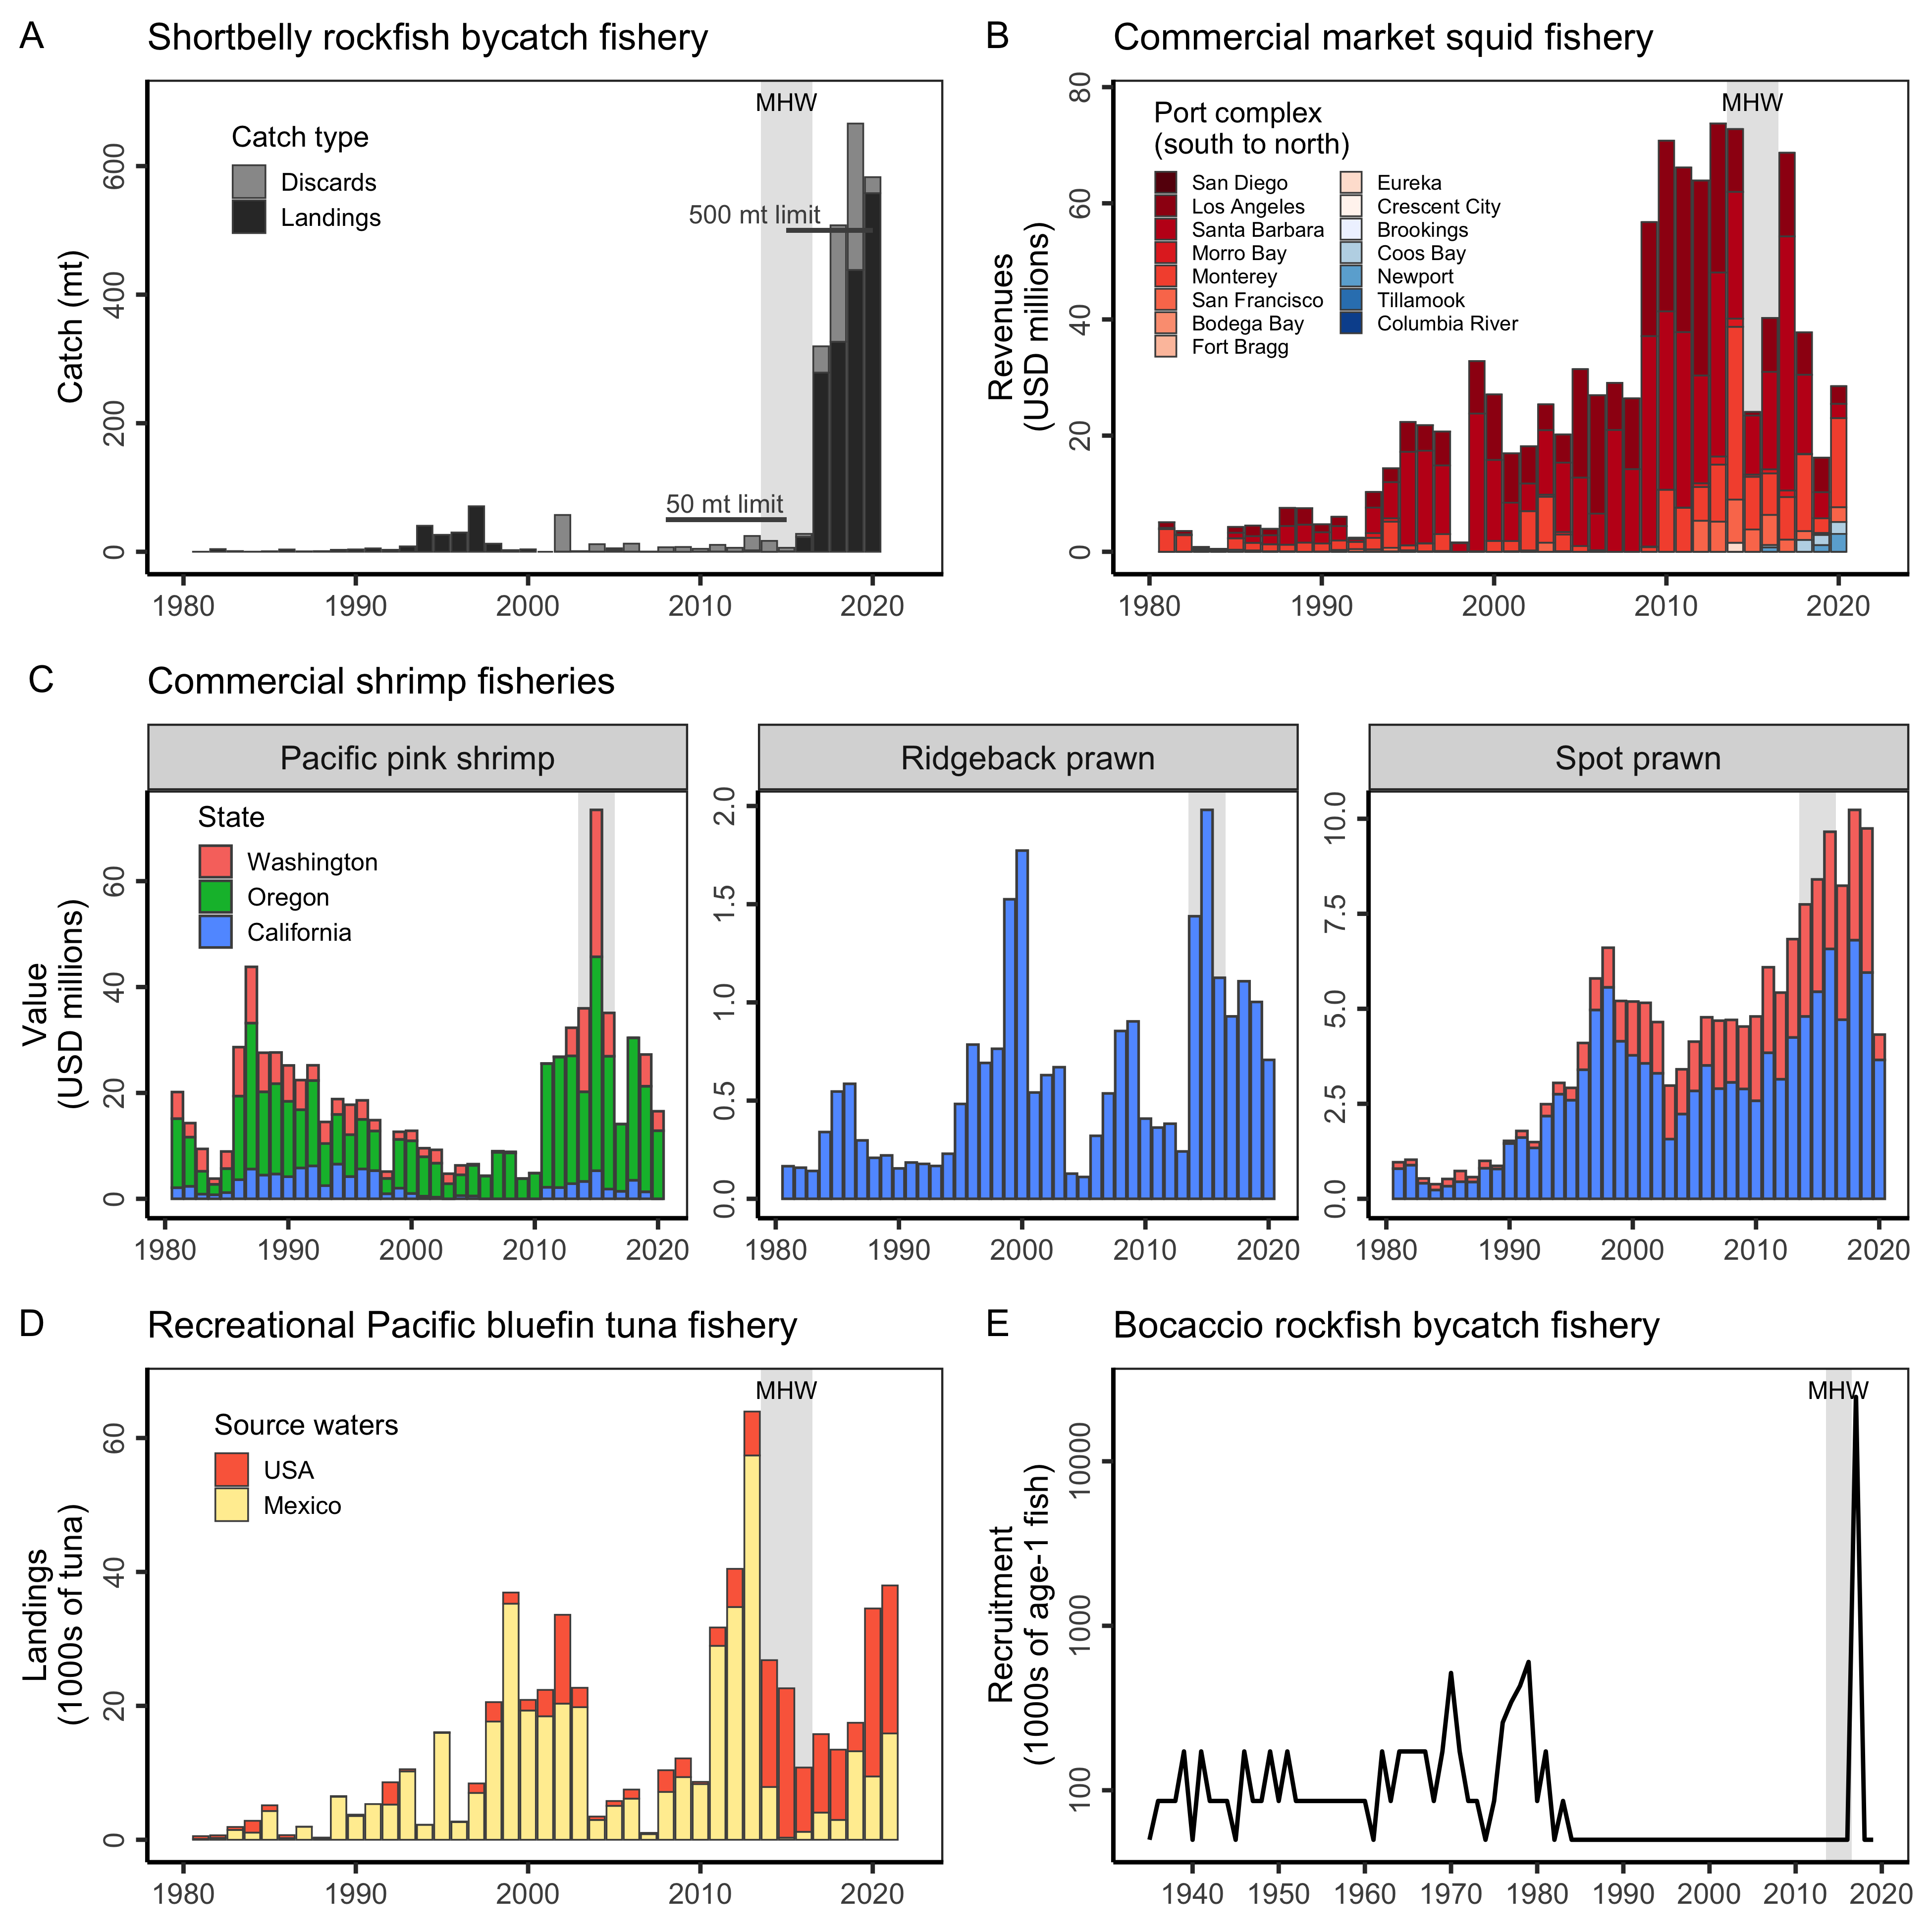 A
Shortbelly rockfish bycatch fishery
Catch (mt)
0
200
400
600
Catch type
Discards
Landings
MHW
500 mt limit
50 mt limit
1980
1990
2000
2010
2020
B
Commercial market squid fishery
Revenues
(USD millions)
0
20
40
60
80
Port complex
(south to north)
San Diego
Los Angeles
Santa Barbara
Morro Bay
Monterey
San Francisco
Bodega Bay
Fort Bragg
Eureka
Crescent City
Brookings
Coos Bay
Newport
Tillamook
Columbia River
MHW
1980
1990
2000
2010
2020
C
Commercial shrimp fisheries
Value
(USD millions)
Pacific pink shrimp
0
20
40
60
State
Washington
Oregon
California
1980
1990
2000
2010
2020
Ridgeback prawn
0.0
0.5
1.0
1.5
2.0
1980
1990
2000
2010
2020
Spot prawn
0.0
2.5
5.0
7.5
10.0
1980
1990
2000
2010
2020
D
Recreational Pacific bluefin tuna fishery
Landings
(1000s of tuna)
0
20
40
60
Source waters
USA
Mexico
MHW
1980
1990
2000
2010
2020
E
Bocaccio rockfish bycatch fishery
Recruitment
(1000s of age-1 fish)
100
1000
10000
MHW
1940
1950
1960
1970
1980
1990
2000
2010
2020